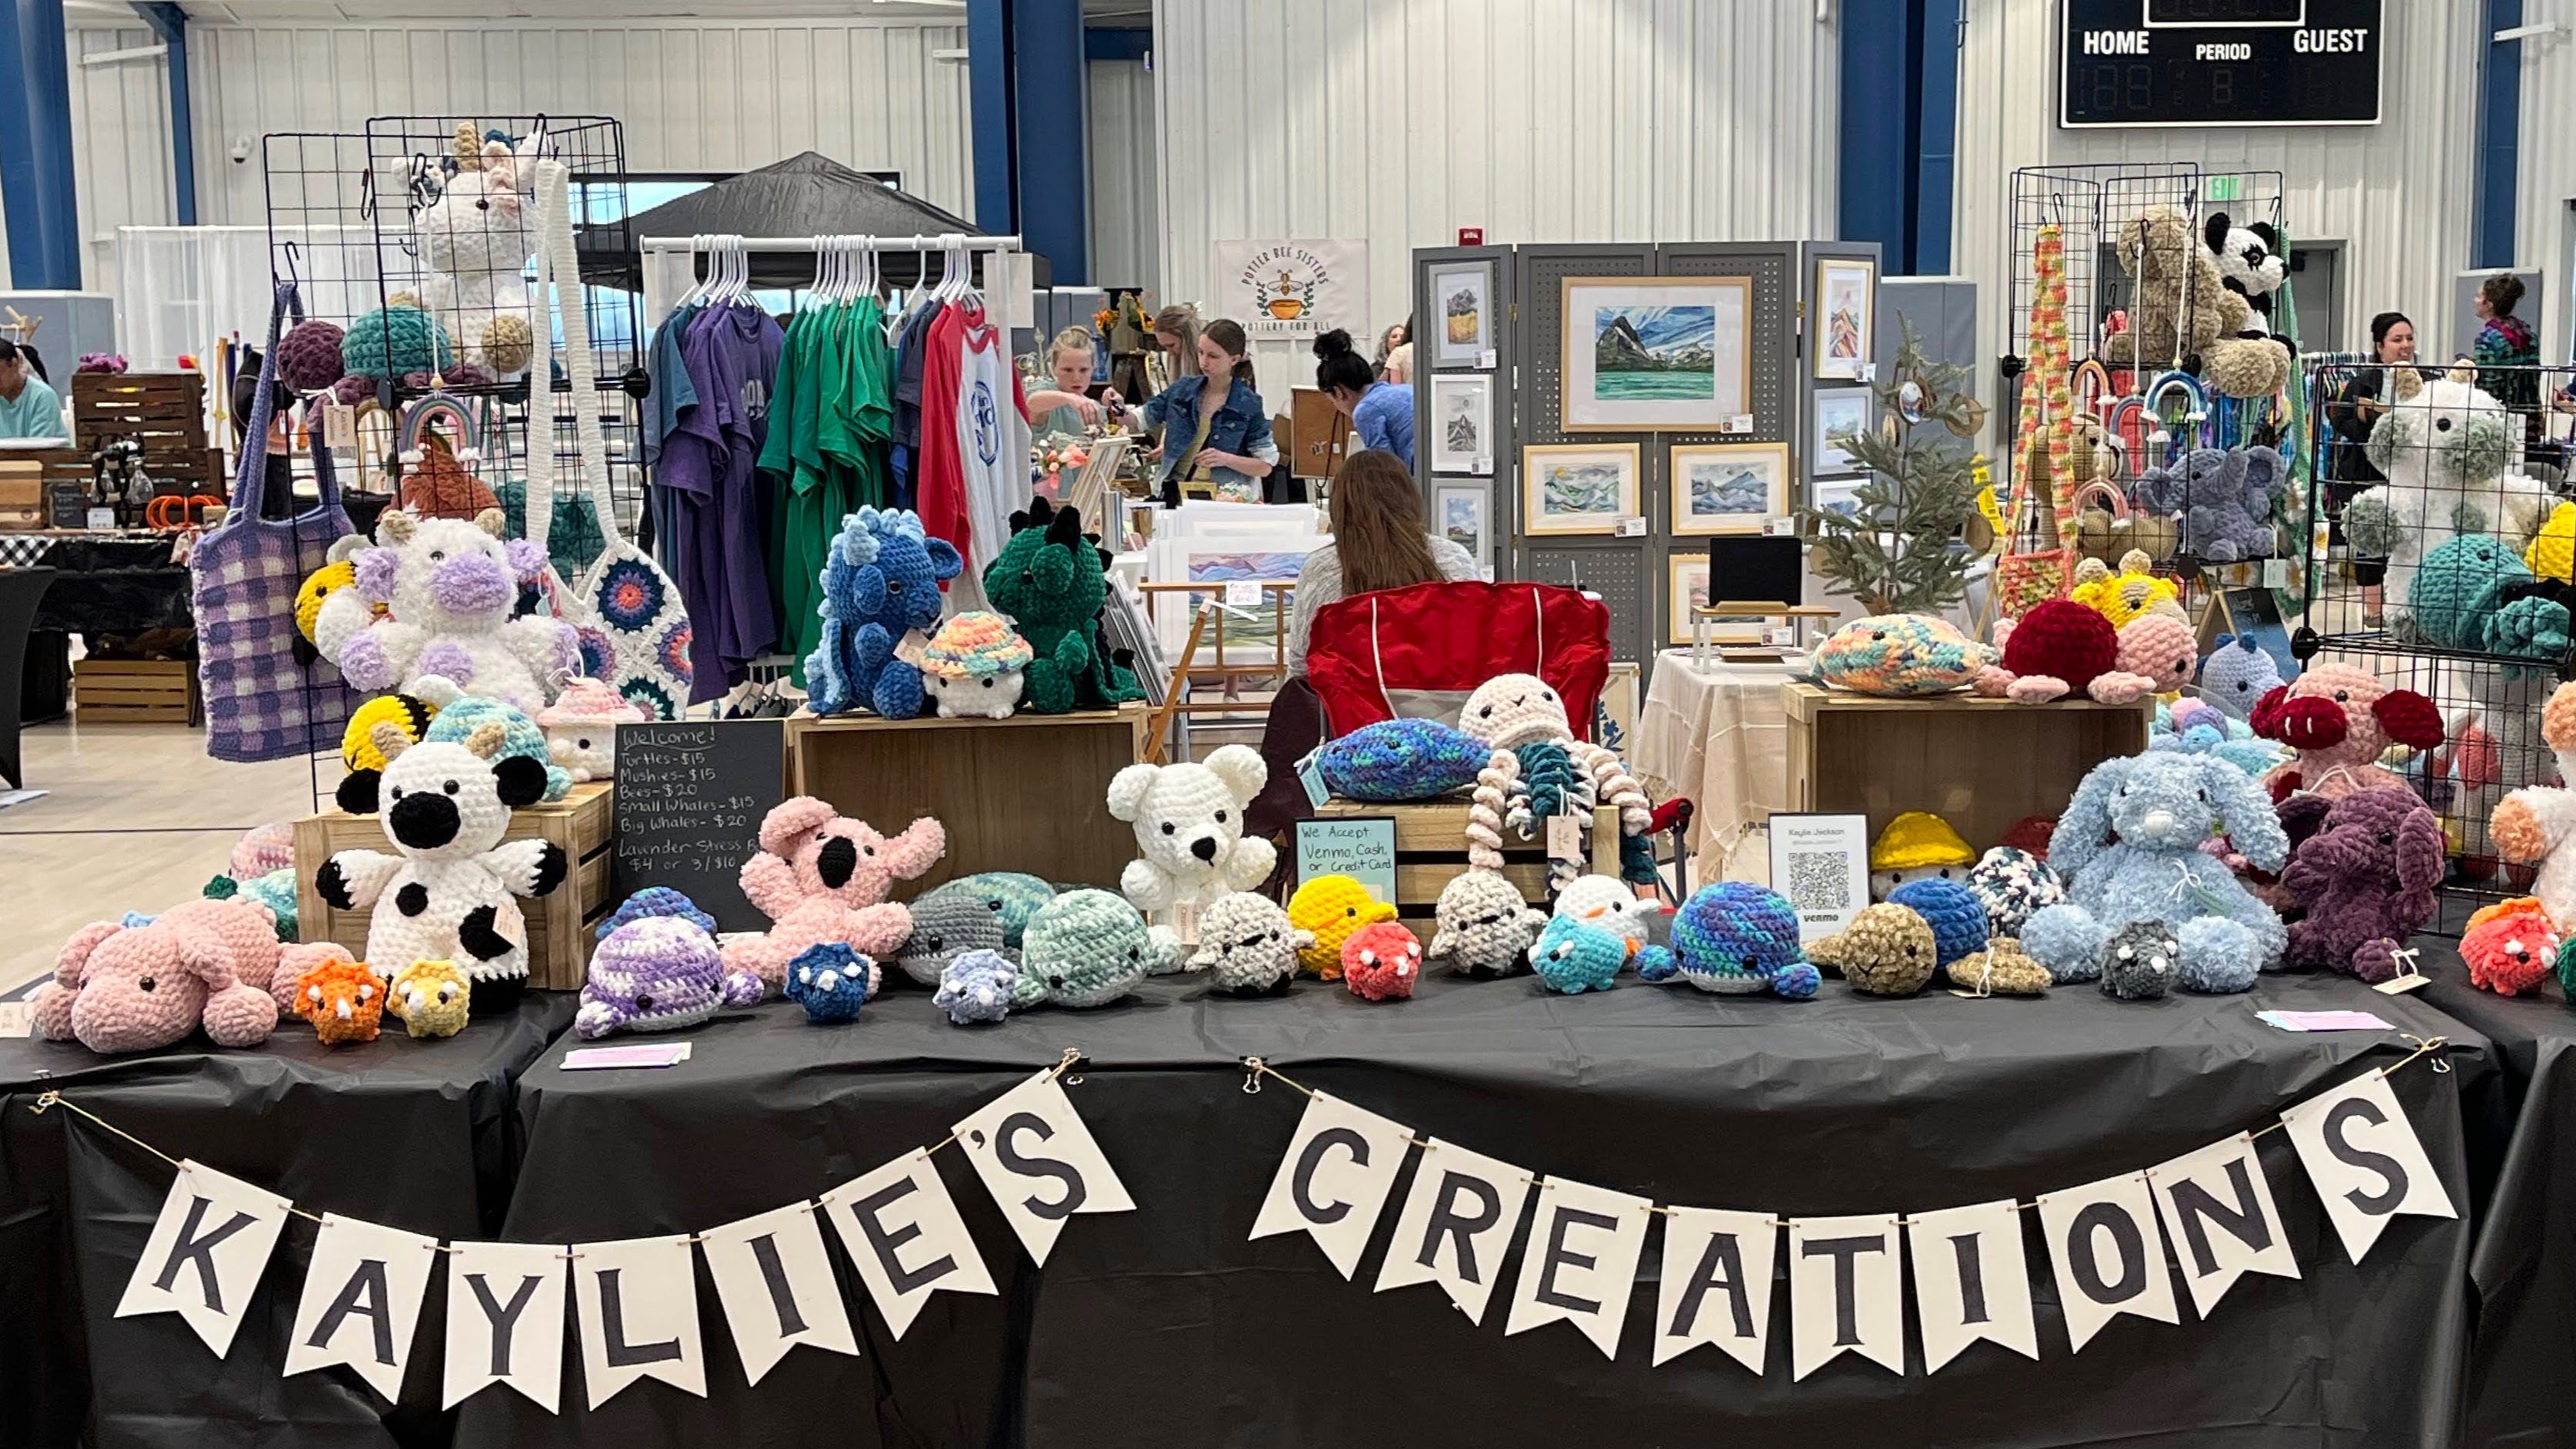 HOME
PERIOD
GUEST
EXIT
POTTER BEE SISTERS
POTTERY FOR ALL
Welcome!
Turtles-$15
Mushies-$15
Bees-$20
Small Whales-$15
Big Whales-$20
Lavender Stress
$4 or 3/$10
We Accept:
Venmo, Cash,
or Credit Card
Kaylie Jackson
venmo
KAYLIE'S CREATIONS